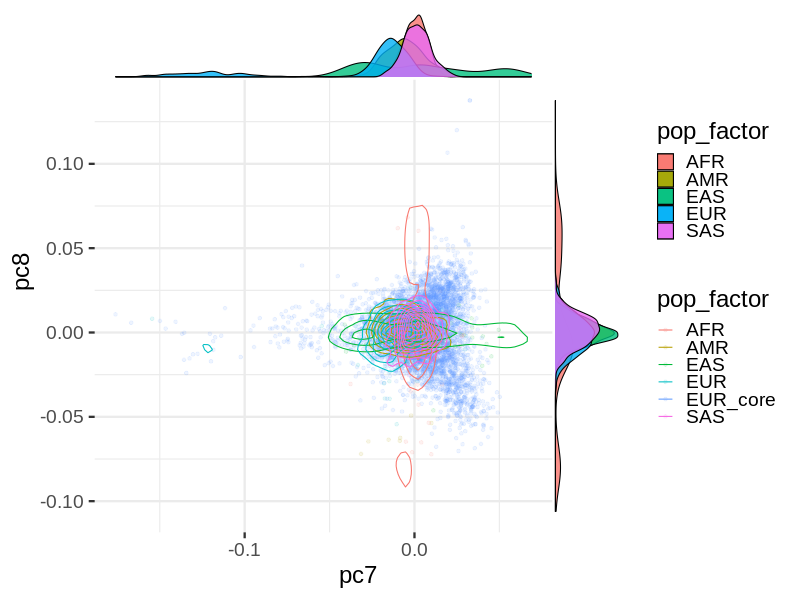 pop_factor
AFR
AMR
EAS
EUR
SAS
pop_factor
AFR
AMR
EAS
EUR
EUR_core
SAS
0.10
0.05
0.00
-0.05
-0.10
pc8
-0.1
0.0
pc7